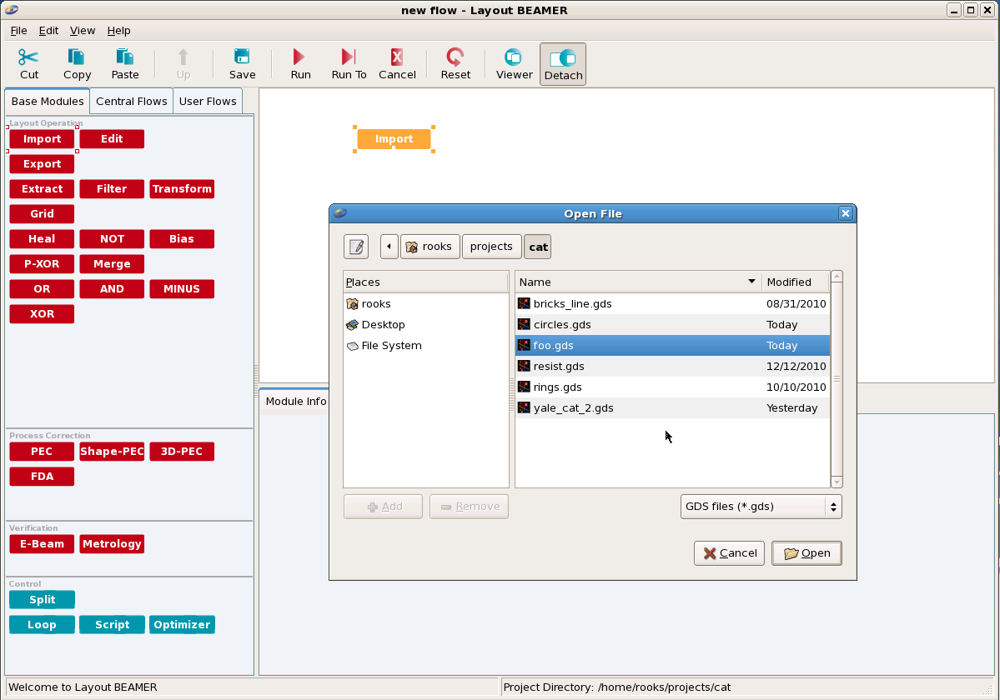 new flow - Layout BEAMER
File Edit View Help
Cut Copy Paste Up Save Run Run To Cancel Reset Viewer Detach
Base Modules Central Flows User Flows
Layout Operation
Import Edit
Export
Extract Filter Transform
Grid
Heal NOT Bias
P-XOR Merge
OR AND MINUS
XOR
Process Correction
PEC Shape-PEC 3D-PEC
FDA
Verification
E-Beam Metrology
Control
Split
Loop Script Optimizer
Import
Module Info
Open File
rooks projects cat
Places
rooks
Desktop
File System
Name Modified
bricks_line.gds 08/31/2010
circles.gds Today
foo.gds Today
resist.gds 12/12/2010
rings.gds 10/10/2010
yale_cat_2.gds Yesterday
Add Remove GDS files (*.gds)
Cancel Open
Welcome to Layout BEAMER Project Directory: /home/rooks/projects/cat